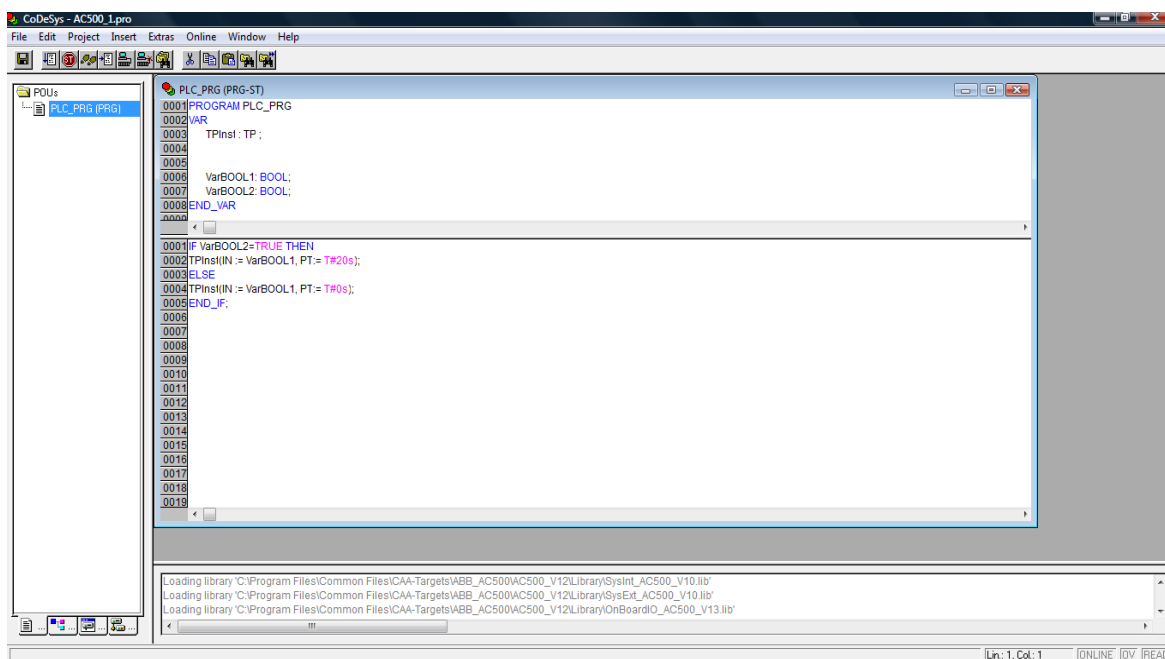 CoDeSys - AC500_1.pro
File Edit Project Insert Extras Online Window Help
POUs
PLC_PRG (PRG)
PLC_PRG (PRG-ST)
0001 PROGRAM PLC_PRG
0002 VAR
0003 TPInst : TP ;
0004
0005
0006 VarBOOL1: BOOL;
0007 VarBOOL2: BOOL;
0008 END_VAR
0009
0001 IF VarBOOL2=TRUE THEN
0002 TPInst(IN := VarBOOL1, PT:= T#20s);
0003 ELSE
0004 TPInst(IN := VarBOOL1, PT:= T#0s);
0005 END_IF;
0006
0007
0008
0009
0010
0011
0012
0013
0014
0015
0016
0017
0018
0019
Loading library 'C:\Program Files\Common Files\CAA-Targets\ABB_AC500\AC500_V12\Library\SysInt_AC500_V10.lib'
Loading library 'C:\Program Files\Common Files\CAA-Targets\ABB_AC500\AC500_V12\Library\SysExt_AC500_V10.lib'
Loading library 'C:\Program Files\Common Files\CAA-Targets\ABB_AC500\AC500_V12\Library\OnBoardIO_AC500_V13.lib'
Lin.: 1, Col.: 1 ONLINE OV READ